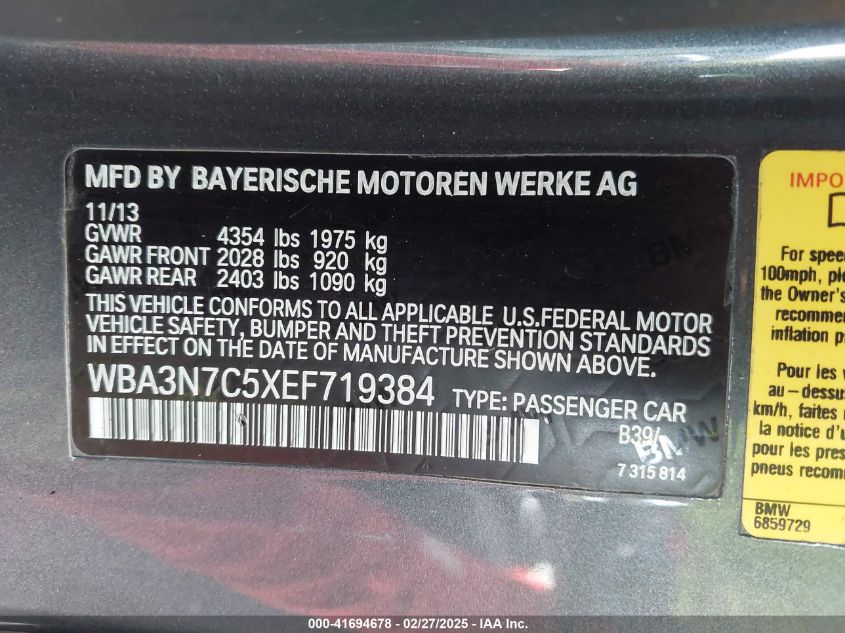 MFD BY BAYERISCHE MOTOREN WERKE AG
11/13
GVWR 4354 lbs 1975 kg
GAWR FRONT 2028 lbs 920 kg
GAWR REAR 2403 lbs 1090 kg
THIS VEHICLE CONFORMS TO ALL APPLICABLE U.S.FEDERAL MOTOR
VEHICLE SAFETY, BUMPER AND THEFT PREVENTION STANDARDS
IN EFFECT ON THE DATE OF MANUFACTURE SHOWN ABOVE.
WBA3N7C5XEF719384 TYPE: PASSENGER CAR
B39/
BMW
7 315 814
IMPO
For spee
100mph, ple
the Owner's
recommen
inflation p
Pour les v
au-dessu
km/h, faites
la notice d'u
pour les pres
pneus recom
BMW
6859729
000-41694678 - 02/27/2025 - IAA Inc.